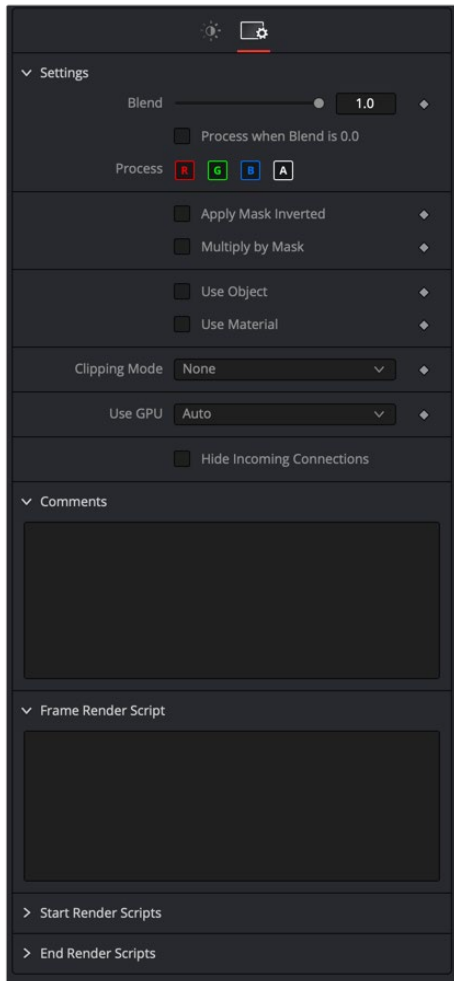 Settings
Blend 1.0
Process when Blend is 0.0
Process R G B A
Apply Mask Inverted
Multiply by Mask
Use Object
Use Material
Clipping Mode None
Use GPU Auto
Hide Incoming Connections
Comments
Frame Render Script
Start Render Scripts
End Render Scripts